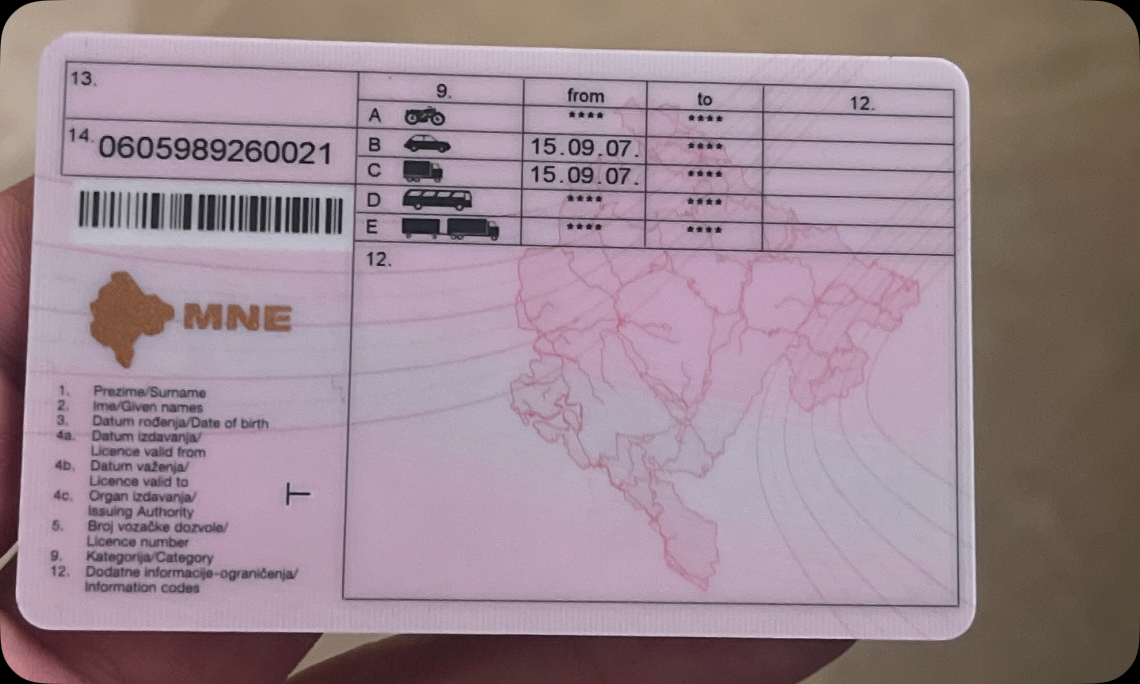 13.
14. 0605989260021
9. from to 12.
A **** ****
B 15.09.07. ****
C 15.09.07. ****
D **** ****
E **** ****
12.
MNE
1. Prezime/Surname
2. Ime/Given names
3. Datum rođenja/Date of birth
4a. Datum izdavanja/
Licence valid from
4b. Datum važenja/
Licence valid to
4c. Organ izdavanja/
Issuing Authority
5. Broj vozačke dozvole/
Licence number
9. Kategorija/Category
12. Dodatne informacije-ograničenja/
Information codes
T